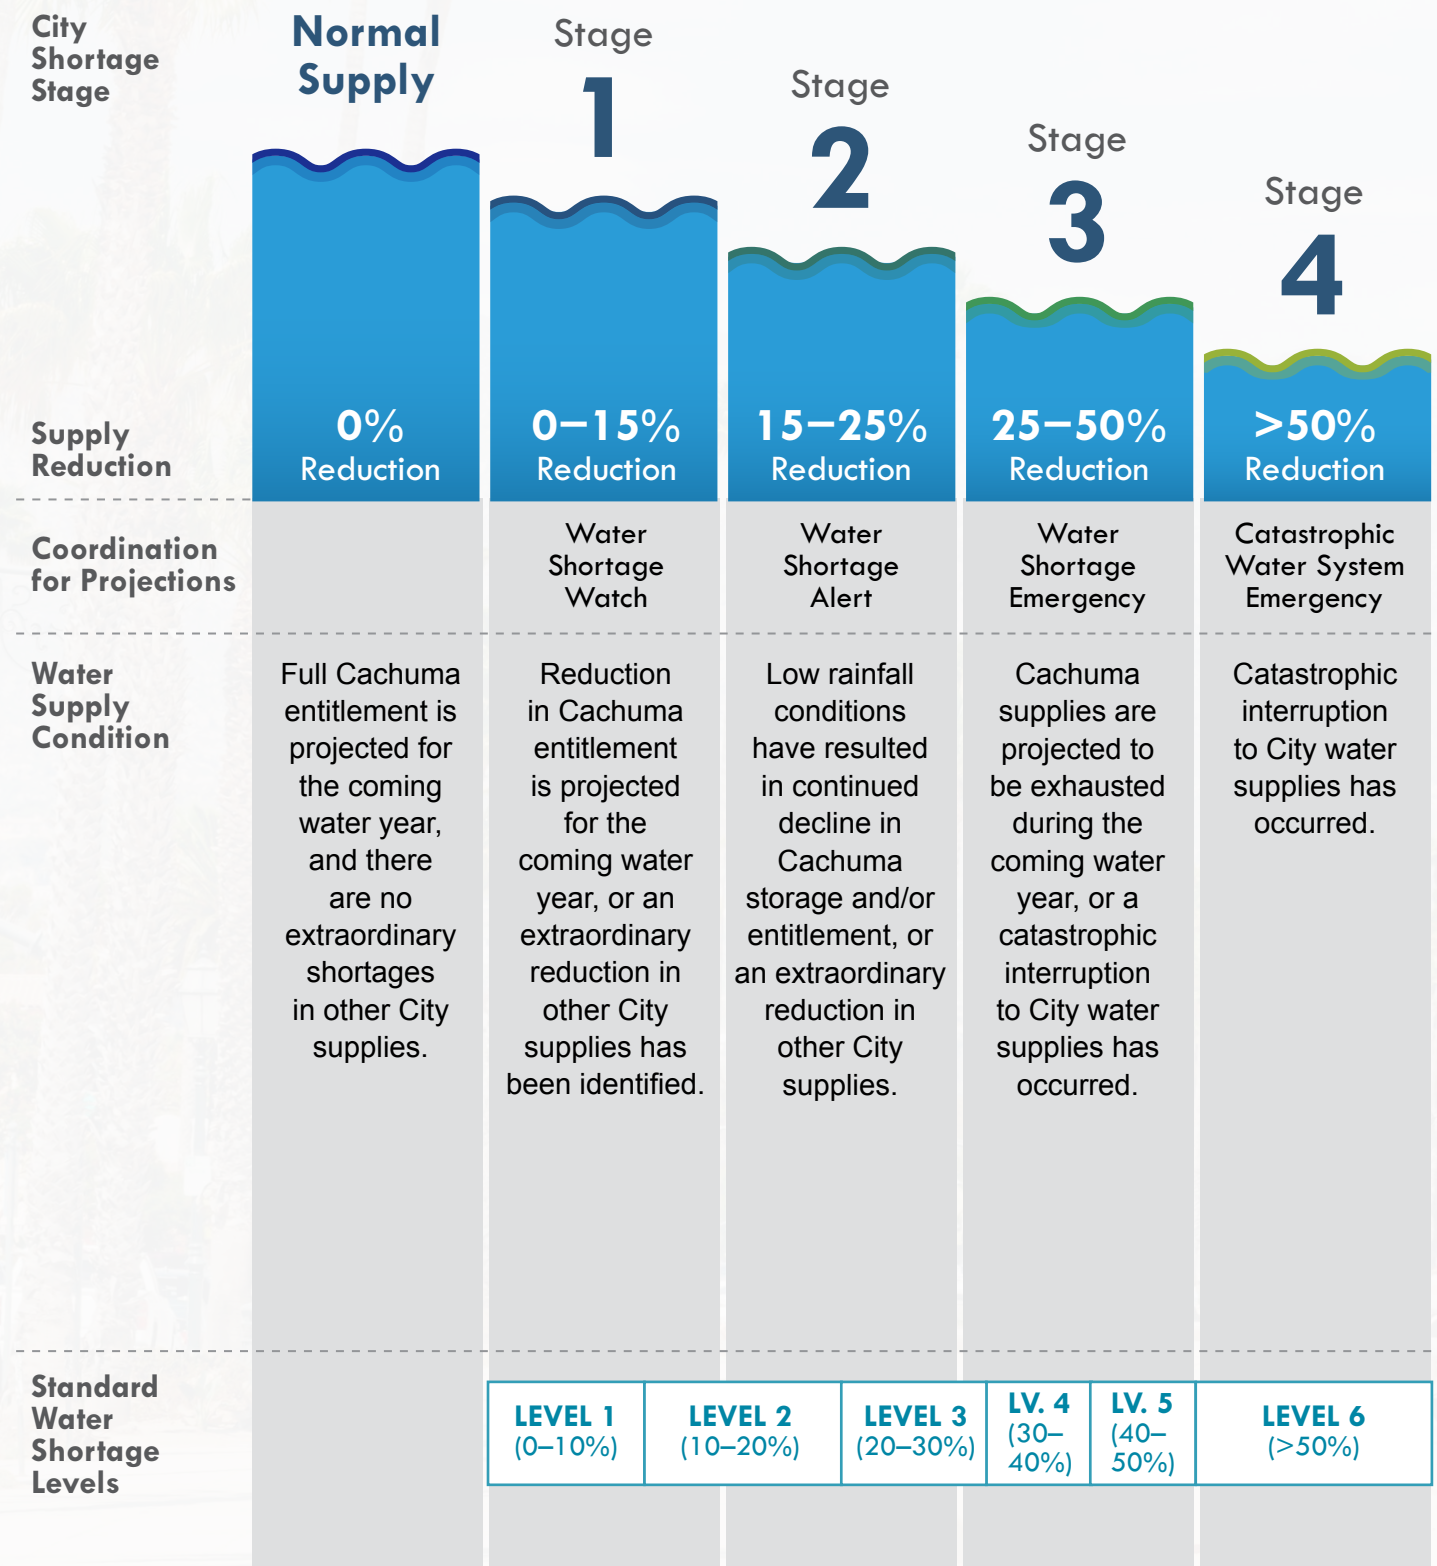 City
Shortage
Stage
Normal
Supply
Stage
1
Stage
2
Stage
3
Stage
4
Supply
Reduction
0%
Reduction
0–15%
Reduction
15–25%
Reduction
25–50%
Reduction
>50%
Reduction
Coordination
for Projections
Water
Shortage
Watch
Water
Shortage
Alert
Water
Shortage
Emergency
Catastrophic
Water System
Emergency
Water
Supply
Condition
Full Cachuma
entitlement is
projected for
the coming
water year,
and there
are no
extraordinary
shortages
in other City
supplies.
Reduction
in Cachuma
entitlement
is projected
for the
coming water
year, or an
extraordinary
reduction in
other City
supplies has
been identified.
Low rainfall
conditions
have resulted
in continued
decline in
Cachuma
storage and/or
entitlement, or
an extraordinary
reduction in
other City
supplies.
Cachuma
supplies are
projected to
be exhausted
during the
coming water
year, or a
catastrophic
interruption
to City water
supplies has
occurred.
Catastrophic
interruption
to City water
supplies has
occurred.
Standard
Water
Shortage
Levels
LEVEL 1
(0–10%)
LEVEL 2
(10–20%)
LEVEL 3
(20–30%)
LV. 4
(30–
40%)
LV. 5
(40–
50%)
LEVEL 6
(>50%)